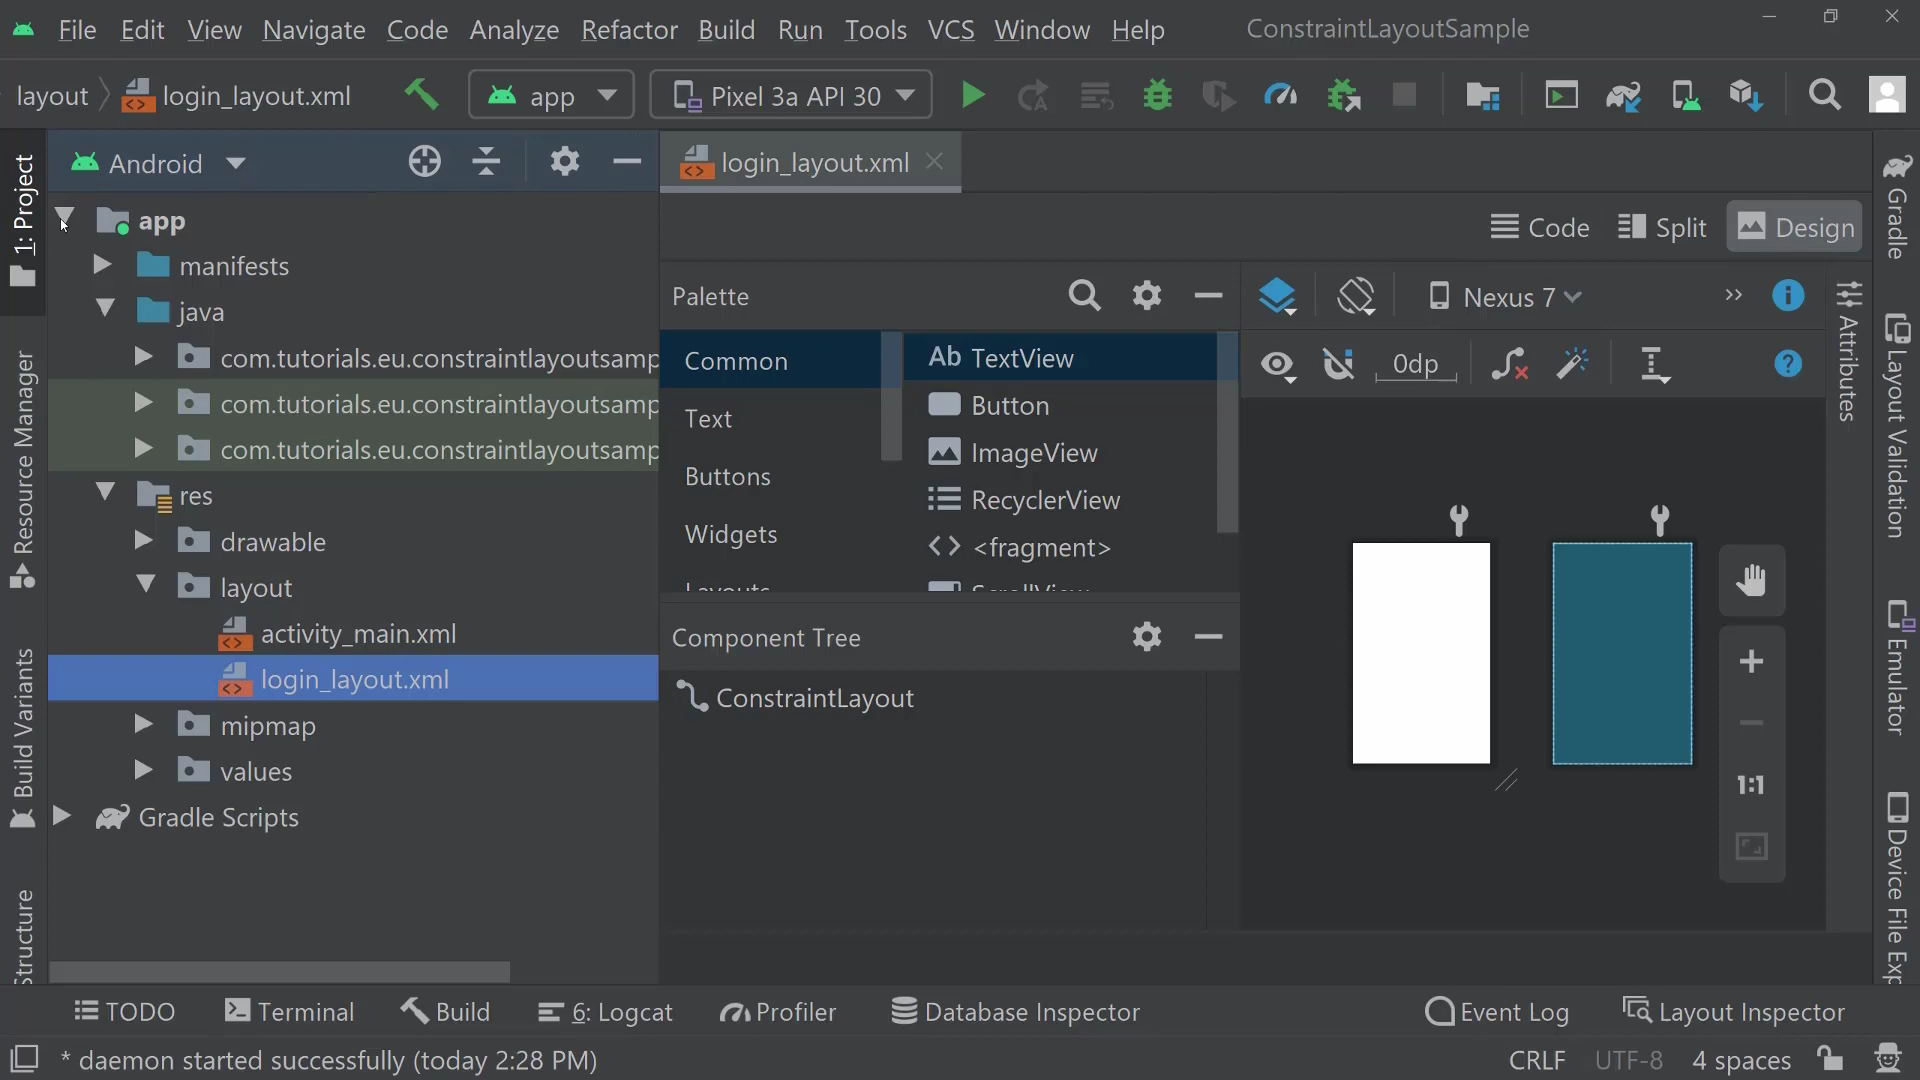 File Edit View Navigate Code Analyze Refactor Build Run Tools VCS Window Help ConstraintLayoutSample
layout login_layout.xml app Pixel 3a API 30
Android
login_layout.xml
1: Project
Resource Manager
Build Variants
Structure
app
manifests
java
com.tutorials.eu.constraintlayoutsamp
com.tutorials.eu.constraintlayoutsamp
com.tutorials.eu.constraintlayoutsamp
res
drawable
layout
activity_main.xml
login_layout.xml
mipmap
values
Gradle Scripts
Code Split Design
Palette
Common
Text
Buttons
Widgets
Layouts
Ab TextView
Button
ImageView
RecyclerView
<fragment>
ScrollView
Component Tree
ConstraintLayout
Nexus 7
0dp
1:1
Attributes
Gradle
Layout Validation
Emulator
Device File Exp
TODO Terminal Build 6: Logcat Profiler Database Inspector Event Log Layout Inspector
* daemon started successfully (today 2:28 PM) CRLF UTF-8 4 spaces